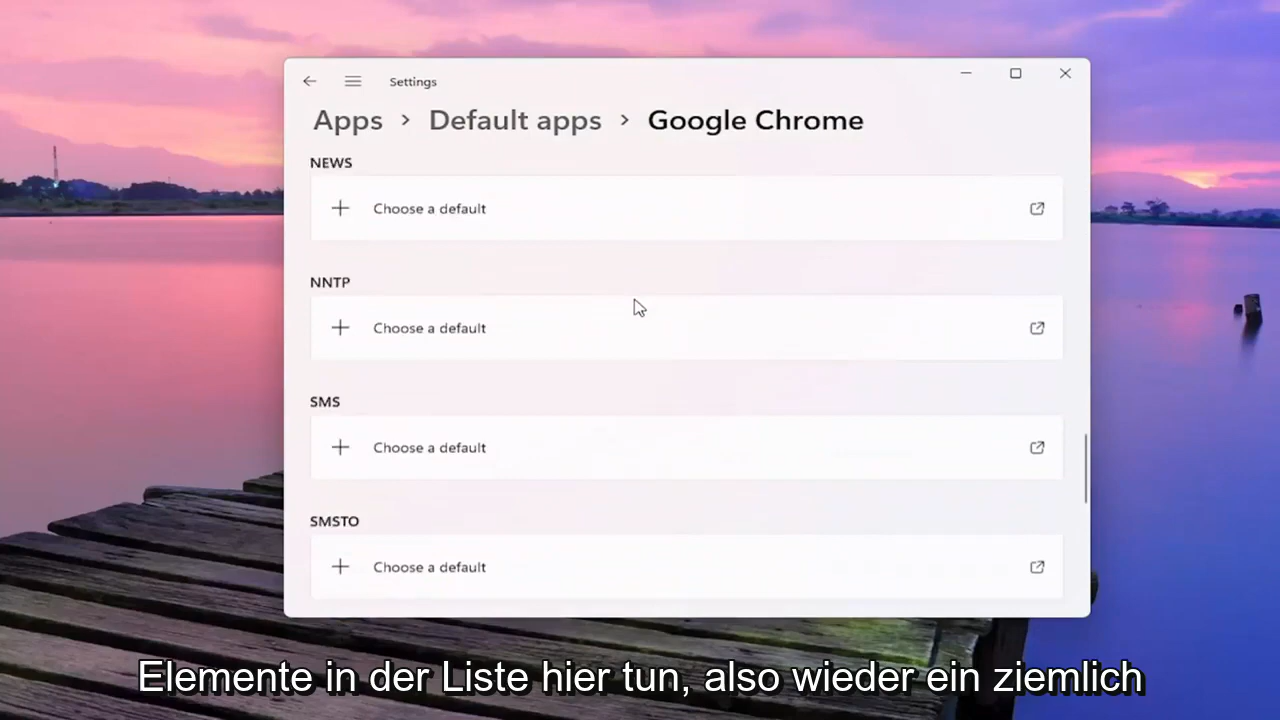 Settings
Apps > Default apps > Google Chrome
NEWS
Choose a default
NNTP
Choose a default
SMS
Choose a default
SMSTO
Choose a default
Elemente in der Liste hier tun, also wieder ein ziemlich